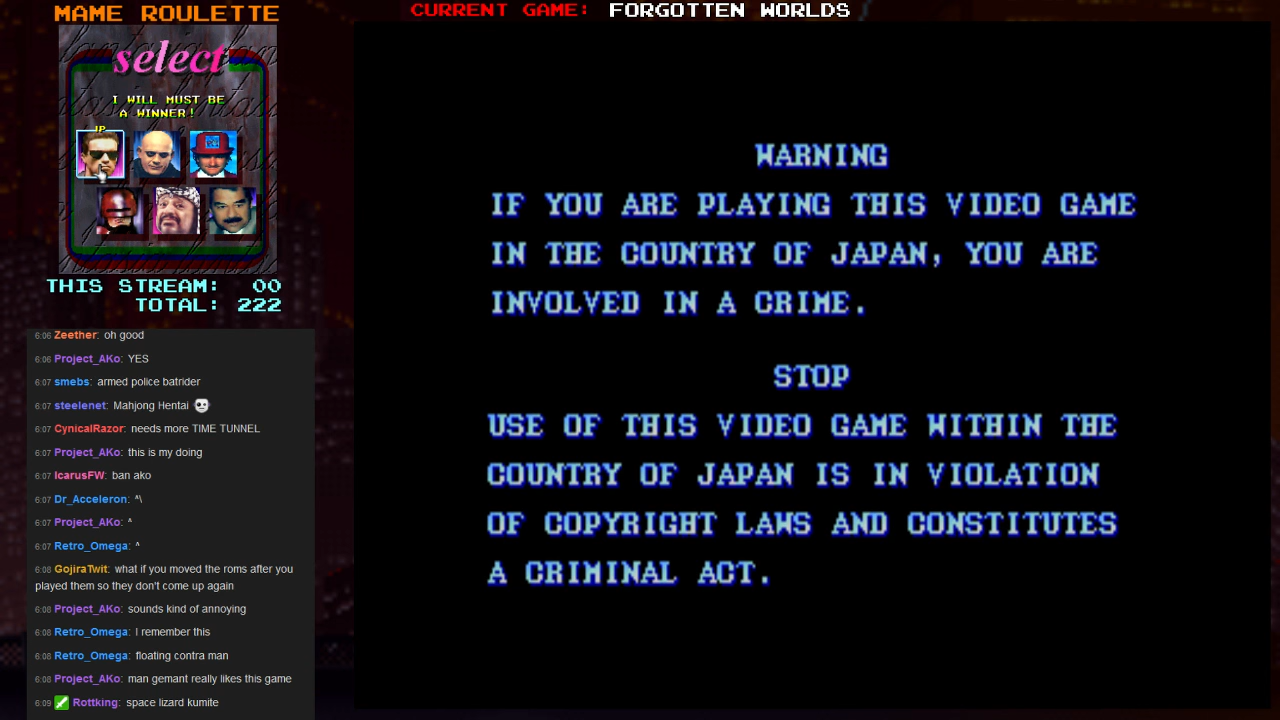 MAME ROULETTE
CURRENT GAME: FORGOTTEN WORLDS
select
I WILL MUST BE
A WINNER!
1P
THIS STREAM: 00
TOTAL: 222
6:06 Zeether: oh good
6:06 Project_AKo: YES
6:07 smebs: armed police batrider
6:07 steelenet: Mahjong Hentai
6:07 CynicalRazor: needs more TIME TUNNEL
6:07 Project_AKo: this is my doing
6:07 IcarusFW: ban ako
6:07 Dr_Acceleron: ^\
6:07 Project_AKo: ^
6:07 Retro_Omega: ^
6:08 GojiraTwit: what if you moved the roms after you
played them so they don't come up again
6:08 Project_AKo: sounds kind of annoying
6:08 Retro_Omega: I remember this
6:08 Retro_Omega: floating contra man
6:08 Project_AKo: man gemant really likes this game
6:09 Rottking: space lizard kumite
WARNING
IF YOU ARE PLAYING THIS VIDEO GAME
IN THE COUNTRY OF JAPAN, YOU ARE
INVOLVED IN A CRIME.
STOP
USE OF THIS VIDEO GAME WITHIN THE
COUNTRY OF JAPAN IS IN VIOLATION
OF COPYRIGHT LAWS AND CONSTITUTES
A CRIMINAL ACT.